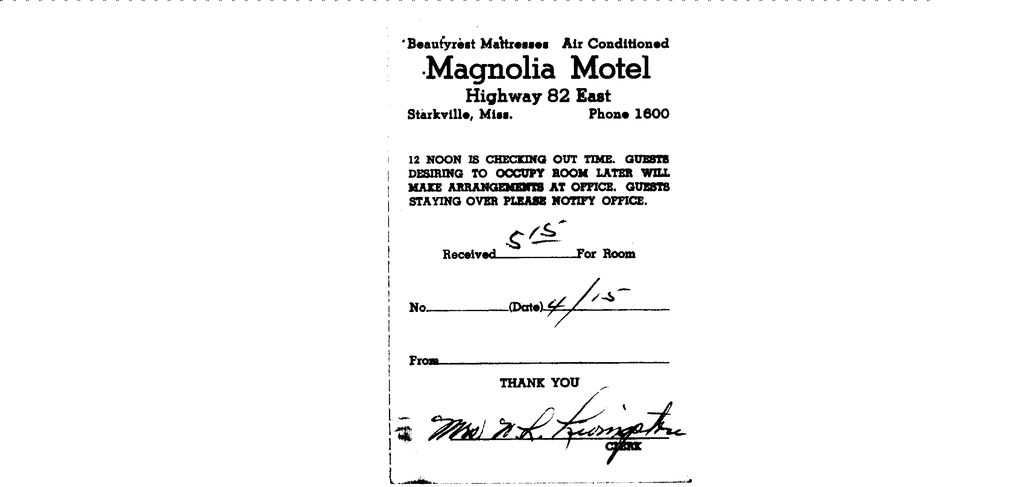 Beautyrest Mattresses Air Conditioned
Magnolia Motel
Highway 82 East
Starkville, Miss. Phone 1600
12 NOON IS CHECKING OUT TIME. GUESTS
DESIRING TO OCCUPY ROOM LATER WILL
MAKE ARRANGEMENTS AT OFFICE. GUESTS
STAYING OVER PLEASE NOTIFY OFFICE.
Received 5 15 For Room
No. (Date) 4/15
From
THANK YOU
Mrs W. L.
CLERK